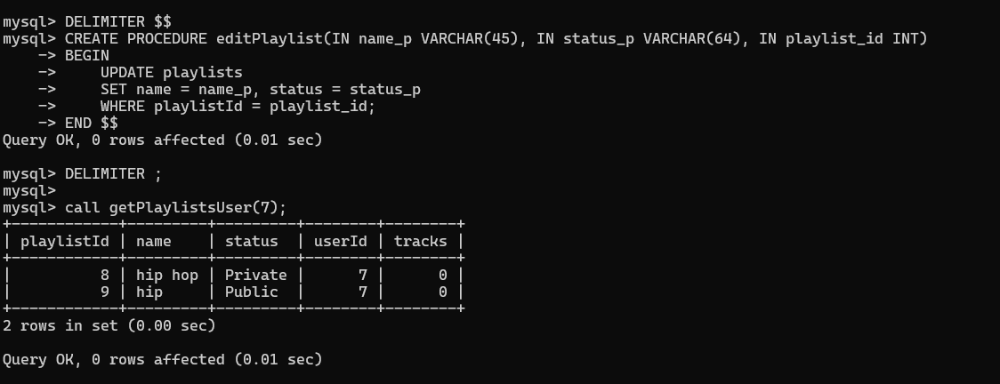 mysql> DELIMITER $$
mysql> CREATE PROCEDURE editPlaylist(IN name_p VARCHAR(45), IN status_p VARCHAR(64), IN playlist_id INT)
    -> BEGIN
    ->     UPDATE playlists
    ->     SET name = name_p, status = status_p
    ->     WHERE playlistId = playlist_id;
    -> END $$
Query OK, 0 rows affected (0.01 sec)

mysql> DELIMITER ;
mysql>
mysql> call getPlaylistsUser(7);
+------------+---------+---------+--------+--------+
| playlistId | name    | status  | userId | tracks |
+------------+---------+---------+--------+--------+
|          8 | hip hop | Private |      7 |      0 |
|          9 | hip     | Public  |      7 |      0 |
+------------+---------+---------+--------+--------+
2 rows in set (0.00 sec)

Query OK, 0 rows affected (0.01 sec)